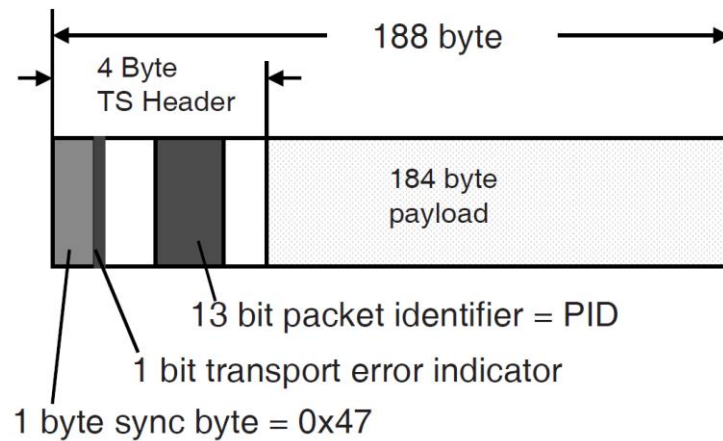 188 byte
4 Byte
TS Header
184 byte
payload
13 bit packet identifier = PID
1 bit transport error indicator
1 byte sync byte = 0x47